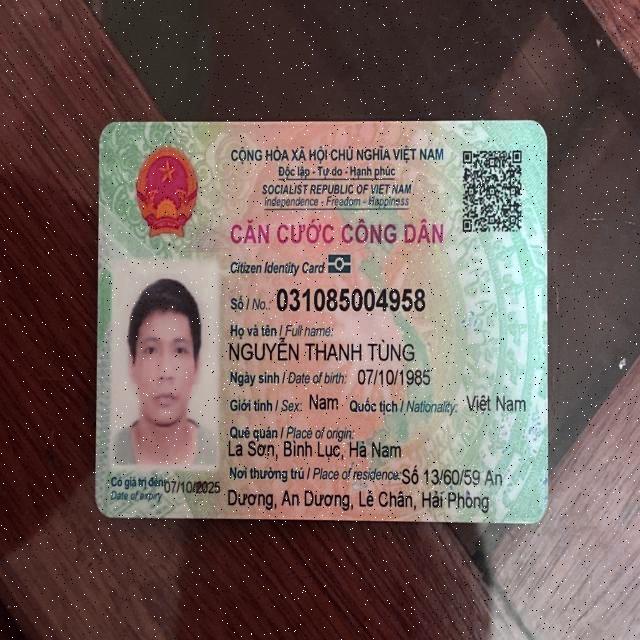 CỘNG HÒA XÃ HỘI CHỦ NGHĨA VIỆT NAM
Độc lập - Tự do - Hạnh phúc
SOCIALIST REPUBLIC OF VIET NAM
Independence - Freedom - Happiness
CĂN CƯỚC CÔNG DÂN
Citizen Identity Card
Số / No.: 031085004958
Họ và tên / Full name:
NGUYỄN THANH TÙNG
Ngày sinh / Date of birth: 07/10/1985
Giới tính / Sex: Nam Quốc tịch / Nationality: Việt Nam
Quê quán / Place of origin:
La Sơn, Bình Lục, Hà Nam
Nơi thường trú / Place of residence: Số 13/60/59 An
Dương, An Dương, Lê Chân, Hải Phòng
Có giá trị đến: 07/10/2025
Date of expiry